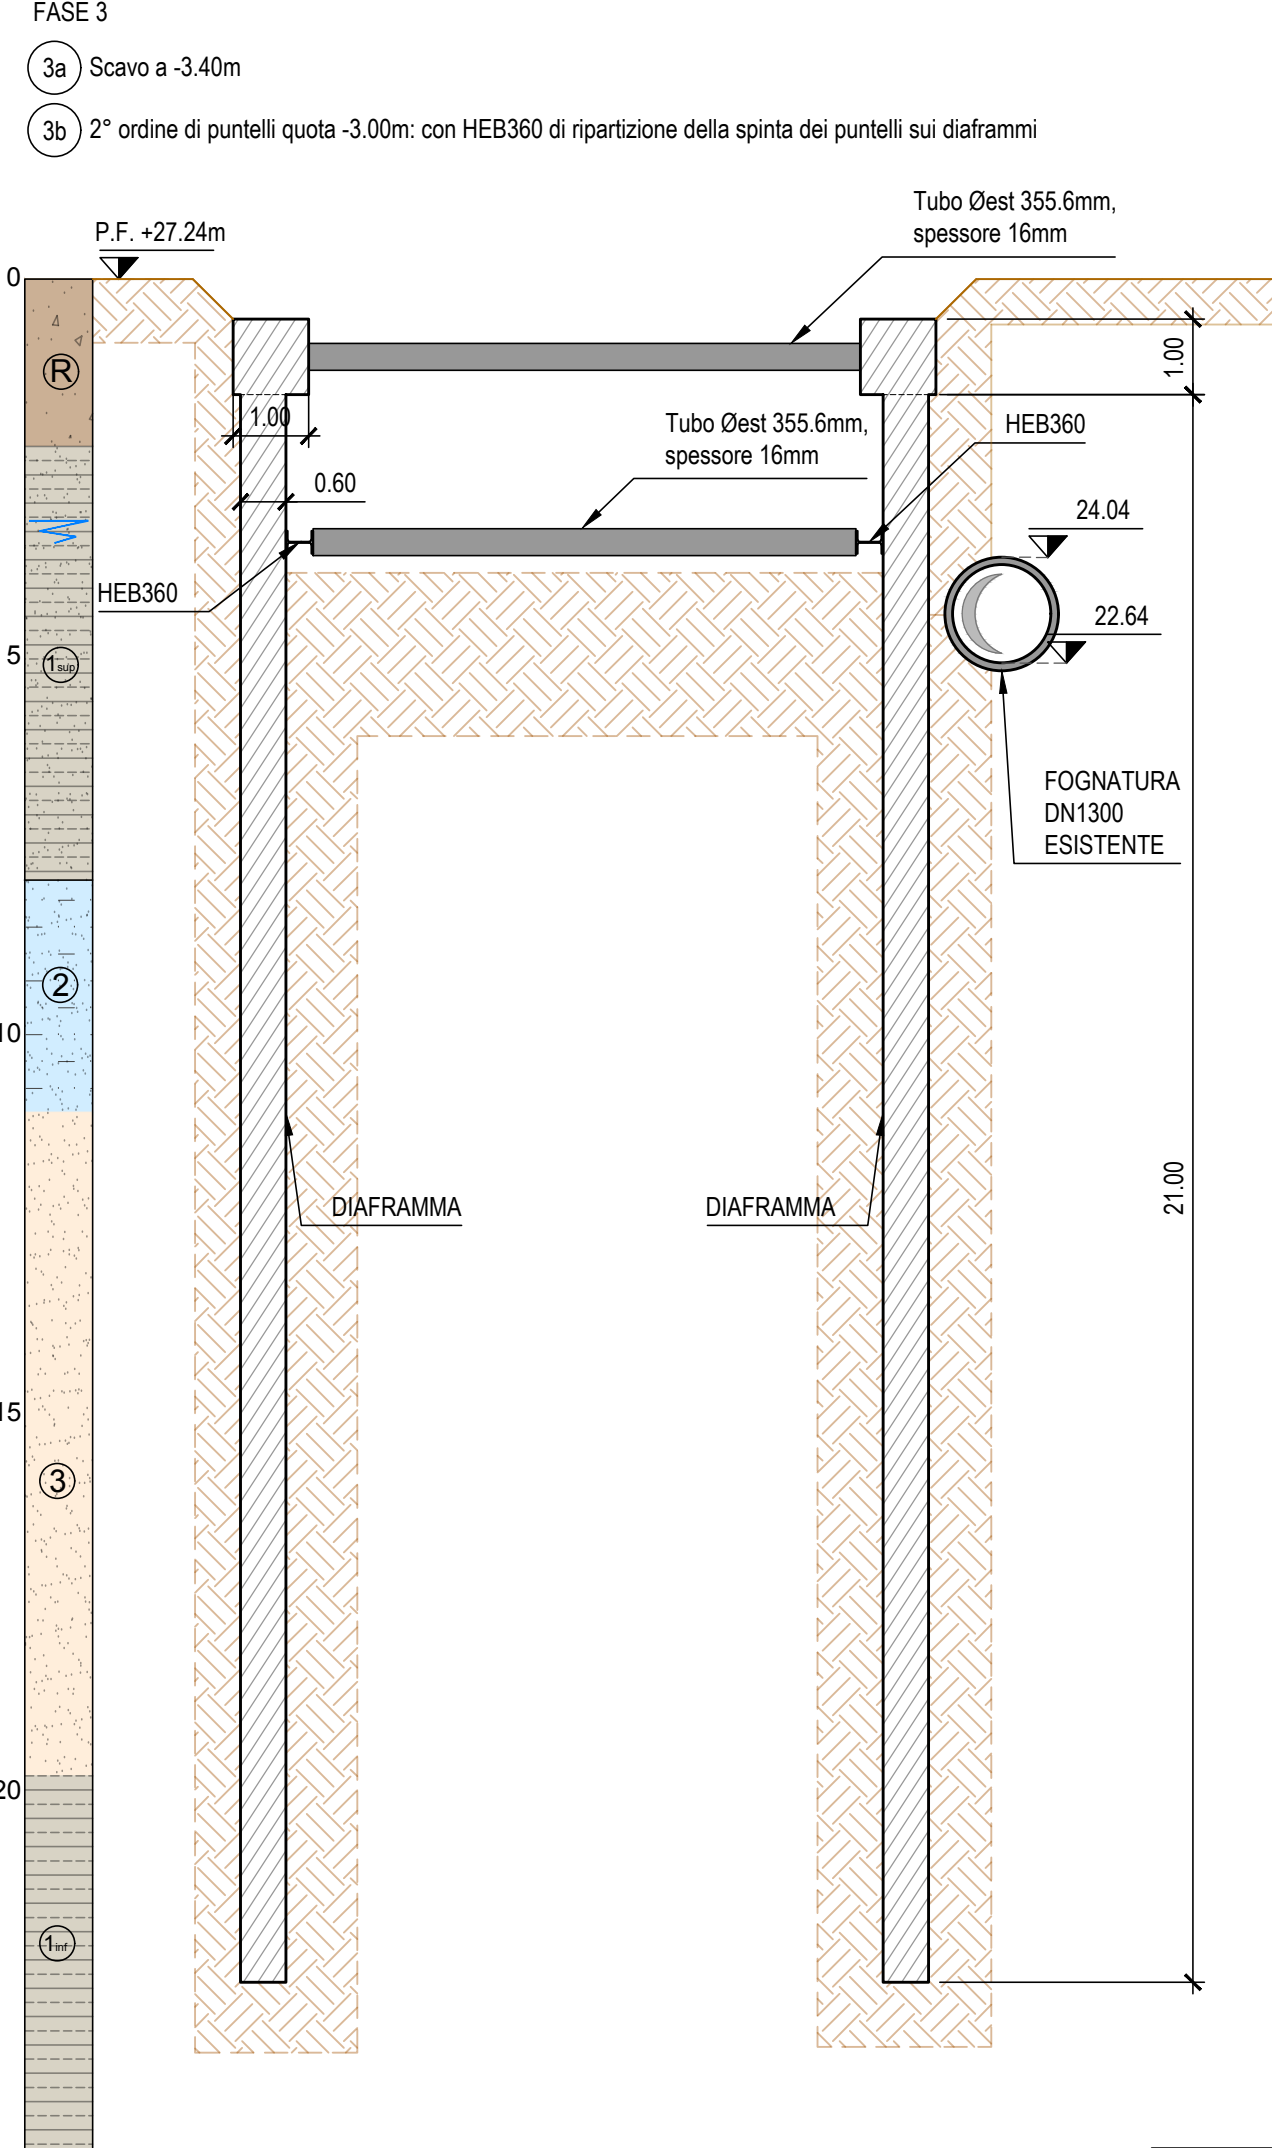 FASE 3
3a Scavo a -3.40m
3b 2° ordine di puntelli quota -3.00m: con HEB360 di ripartizione della spinta dei puntelli sui diaframmi
Tubo Øest 355.6mm,
spessore 16mm
P.F. +27.24m
0
R
1.00
1.00
Tubo Øest 355.6mm,
spessore 16mm
HEB360
0.60
24.04
HEB360
22.64
5
1sup
FOGNATURA
DN1300
ESISTENTE
2
10
DIAFRAMMA
DIAFRAMMA
21.00
15
3
20
1inf